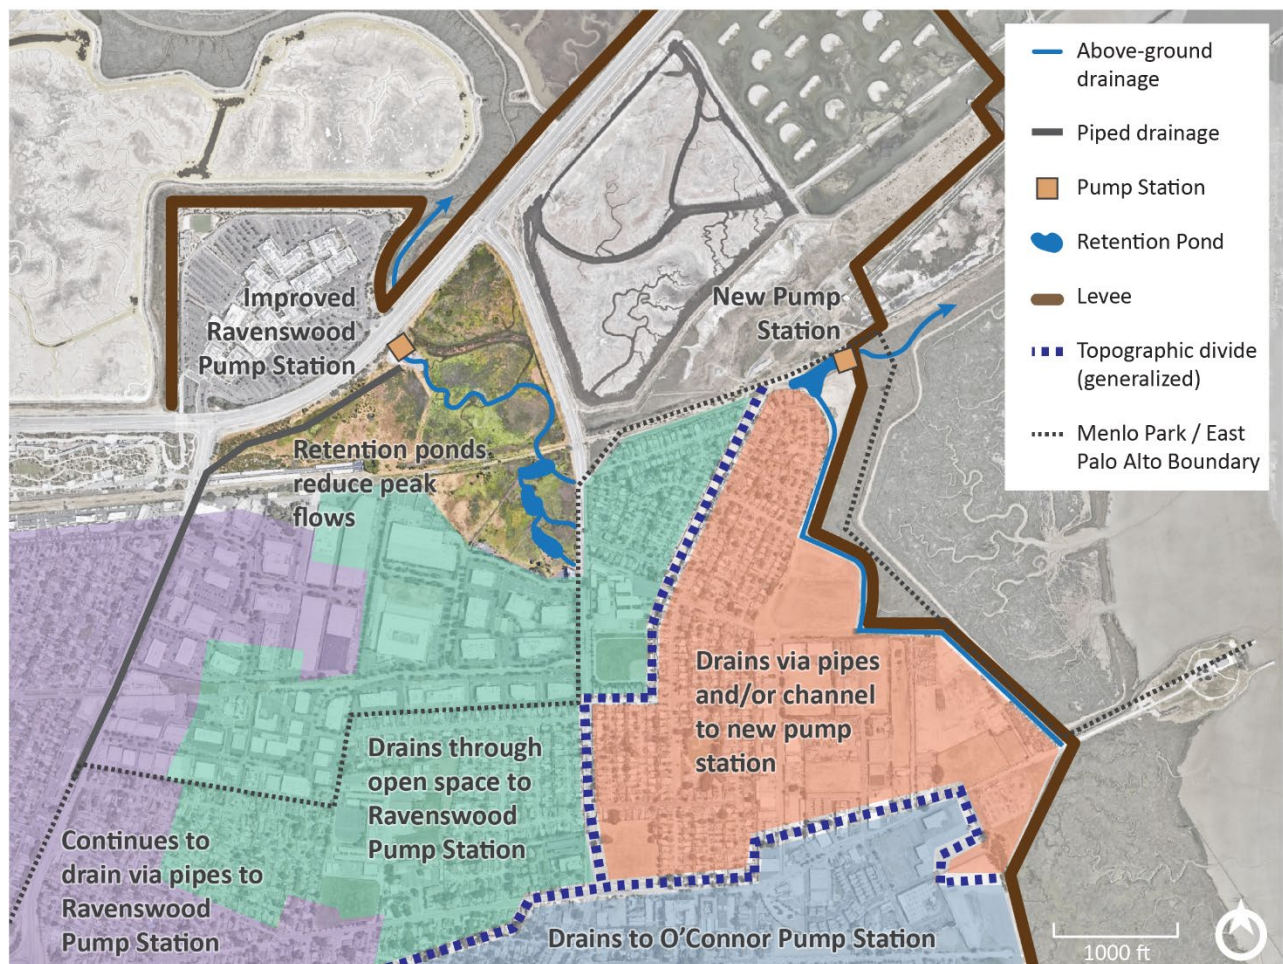 Above-ground
drainage
Piped drainage
Pump Station
Retention Pond
Levee
Topographic divide
(generalized)
Menlo Park / East
Palo Alto Boundary
Improved
Ravenswood
Pump Station
New Pump
Station
Retention ponds
reduce peak
flows
Drains via pipes
and/or channel
to new pump
station
Drains through
open space to
Ravenswood
Pump Station
Continues to
drain via pipes to
Ravenswood
Pump Station
Drains to O'Connor Pump Station
1000 ft